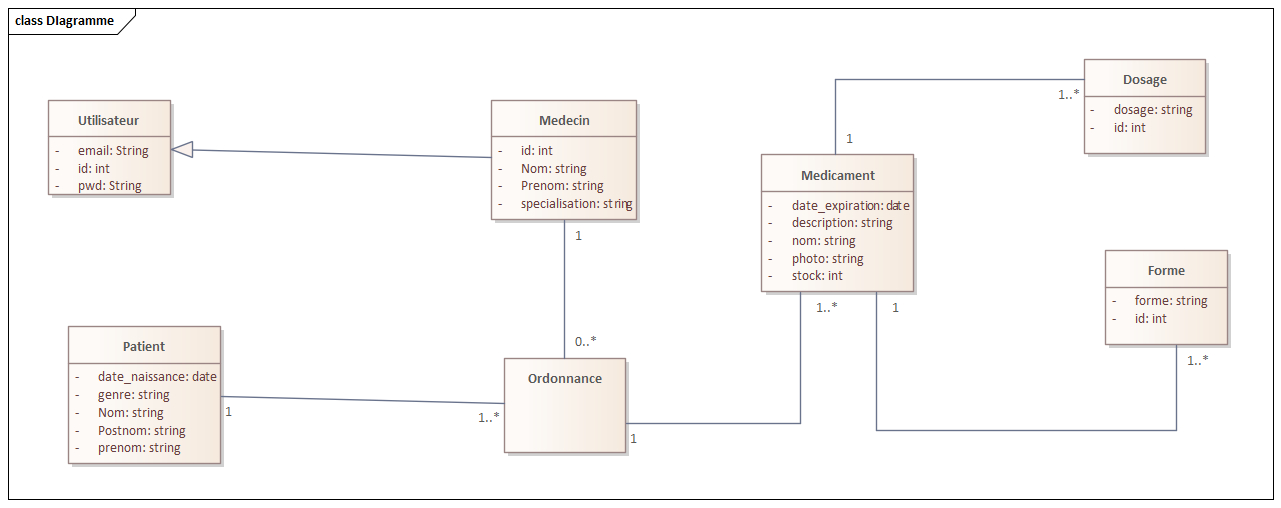 class DIagramme
Utilisateur
- email: String
- id: int
- pwd: String
Medecin
- id: int
- Nom: string
- Prenom: string
- specialisation: string
1
0..*
Patient
- date_naissance: date
- genre: string
- Nom: string
- Postnom: string
- prenom: string
1
1..*
Ordonnance
1
Medicament
- date_expiration: date
- description: string
- nom: string
- photo: string
- stock: int
1
1..*
1..*
1
Dosage
- dosage: string
- id: int
Forme
- forme: string
- id: int
1..*